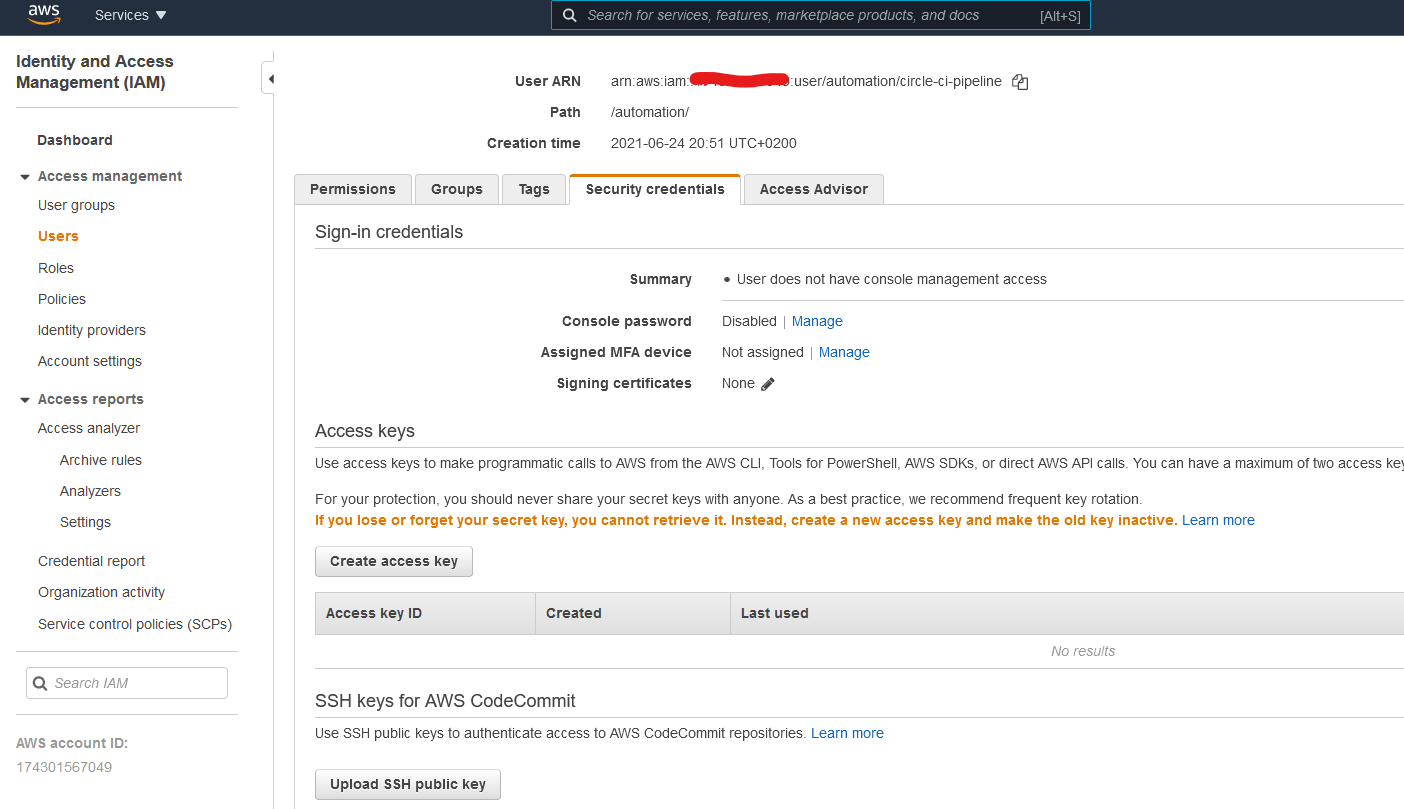 aws Services Search for services, features, marketplace products, and docs [Alt+S]
Identity and Access
Management (IAM)
Dashboard
Access management
User groups
Users
Roles
Policies
Identity providers
Account settings
Access reports
Access analyzer
Archive rules
Analyzers
Settings
Credential report
Organization activity
Service control policies (SCPs)
Search IAM
AWS account ID:
174301567049
User ARN arn:aws:iam: :user/automation/circle-ci-pipeline
Path /automation/
Creation time 2021-06-24 20:51 UTC+0200
Permissions Groups Tags Security credentials Access Advisor
Sign-in credentials
Summary • User does not have console management access
Console password Disabled | Manage
Assigned MFA device Not assigned | Manage
Signing certificates None
Access keys
Use access keys to make programmatic calls to AWS from the AWS CLI, Tools for PowerShell, AWS SDKs, or direct AWS API calls. You can have a maximum of two access key
For your protection, you should never share your secret keys with anyone. As a best practice, we recommend frequent key rotation.
If you lose or forget your secret key, you cannot retrieve it. Instead, create a new access key and make the old key inactive. Learn more
Create access key
Access key ID Created Last used
No results
SSH keys for AWS CodeCommit
Use SSH public keys to authenticate access to AWS CodeCommit repositories. Learn more
Upload SSH public key